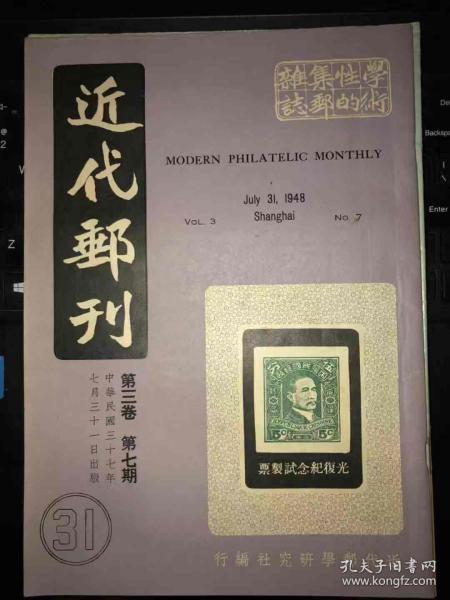 學術性的集郵雜誌
近代郵刊
MODERN PHILATELIC MONTHLY
July 31, 1948
VOL. 3 Shanghai NO. 7
第三卷 第七期
中華民國三十七年
七月三十一日出版
31
光復紀念試製票
近代郵學研究社編行
孔夫子旧书网
www.kongfz.com
Enter